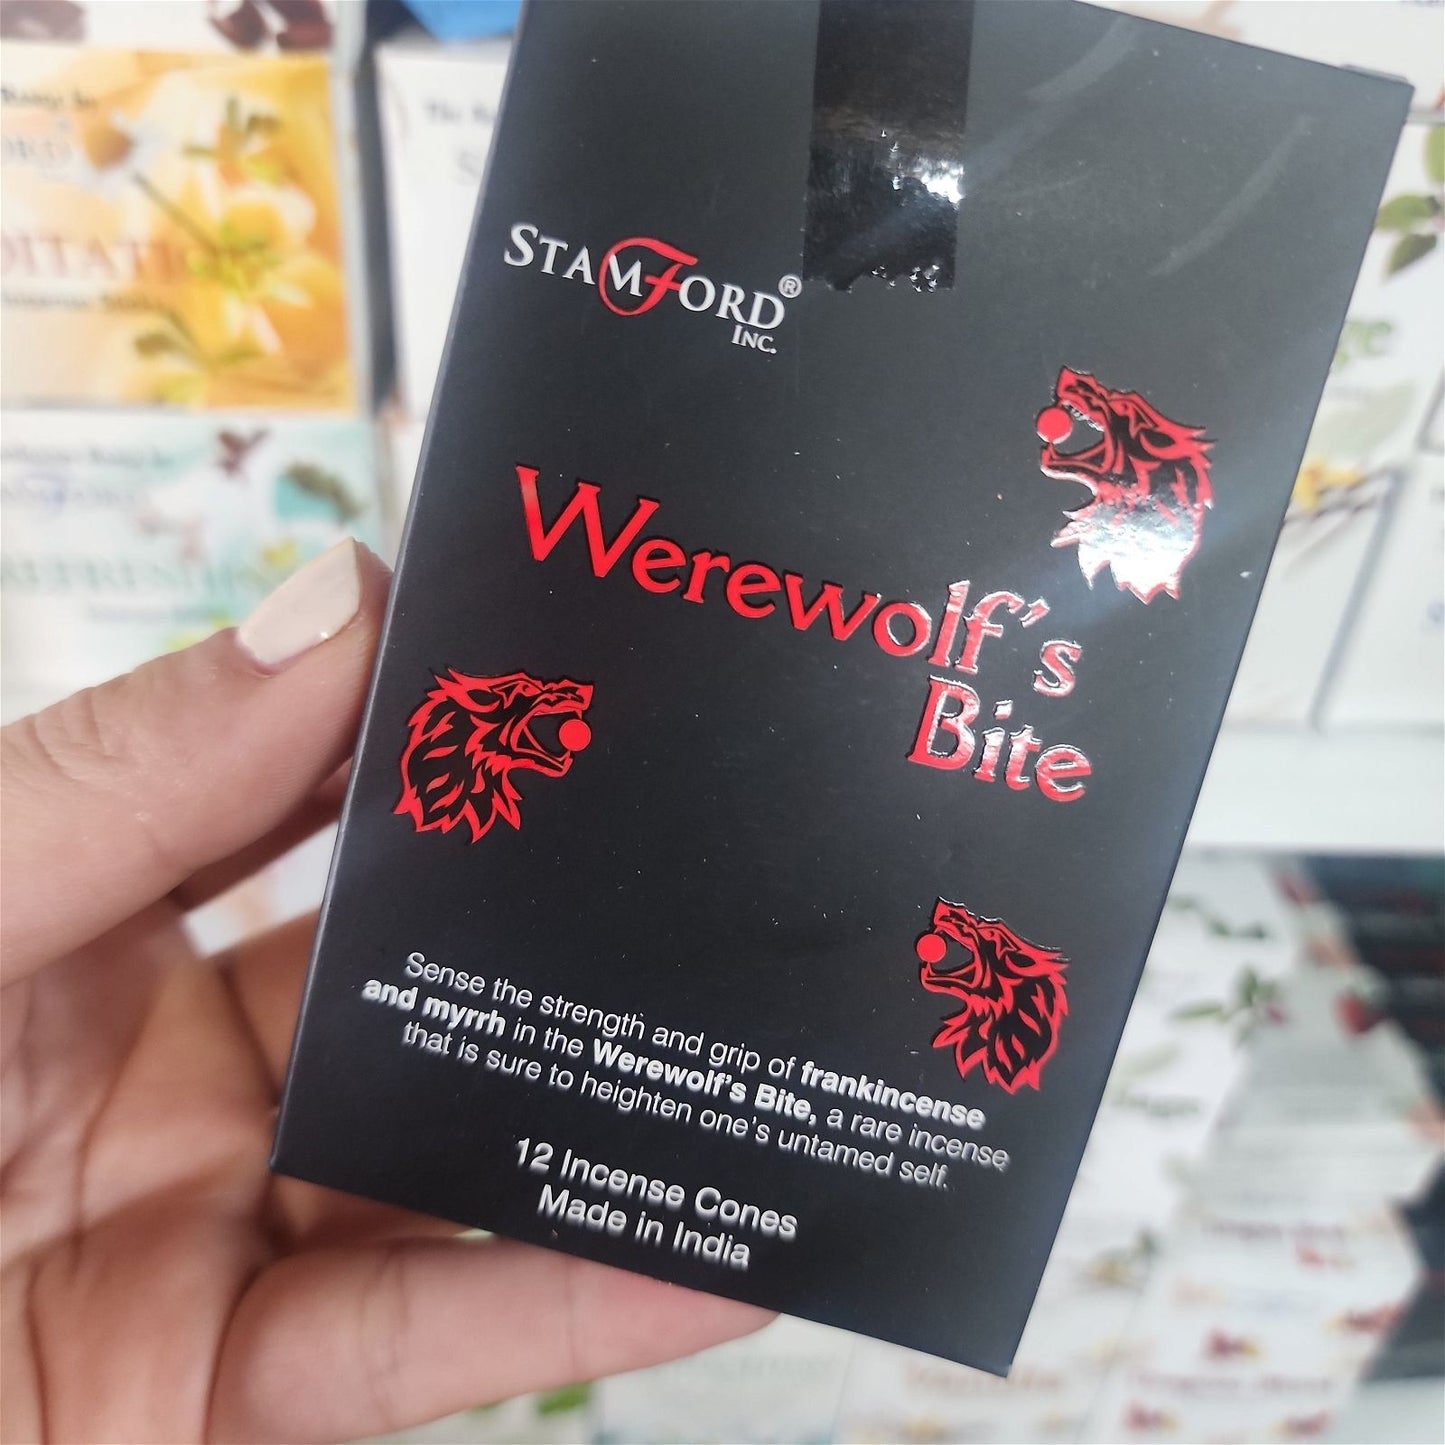 STAMFORD®
INC.
Werewolf's
Bite
Sense the strength and grip of frankincense
and myrrh in the Werewolf's Bite, a rare incense
that is sure to heighten one's untamed self.
12 Incense Cones
Made in India